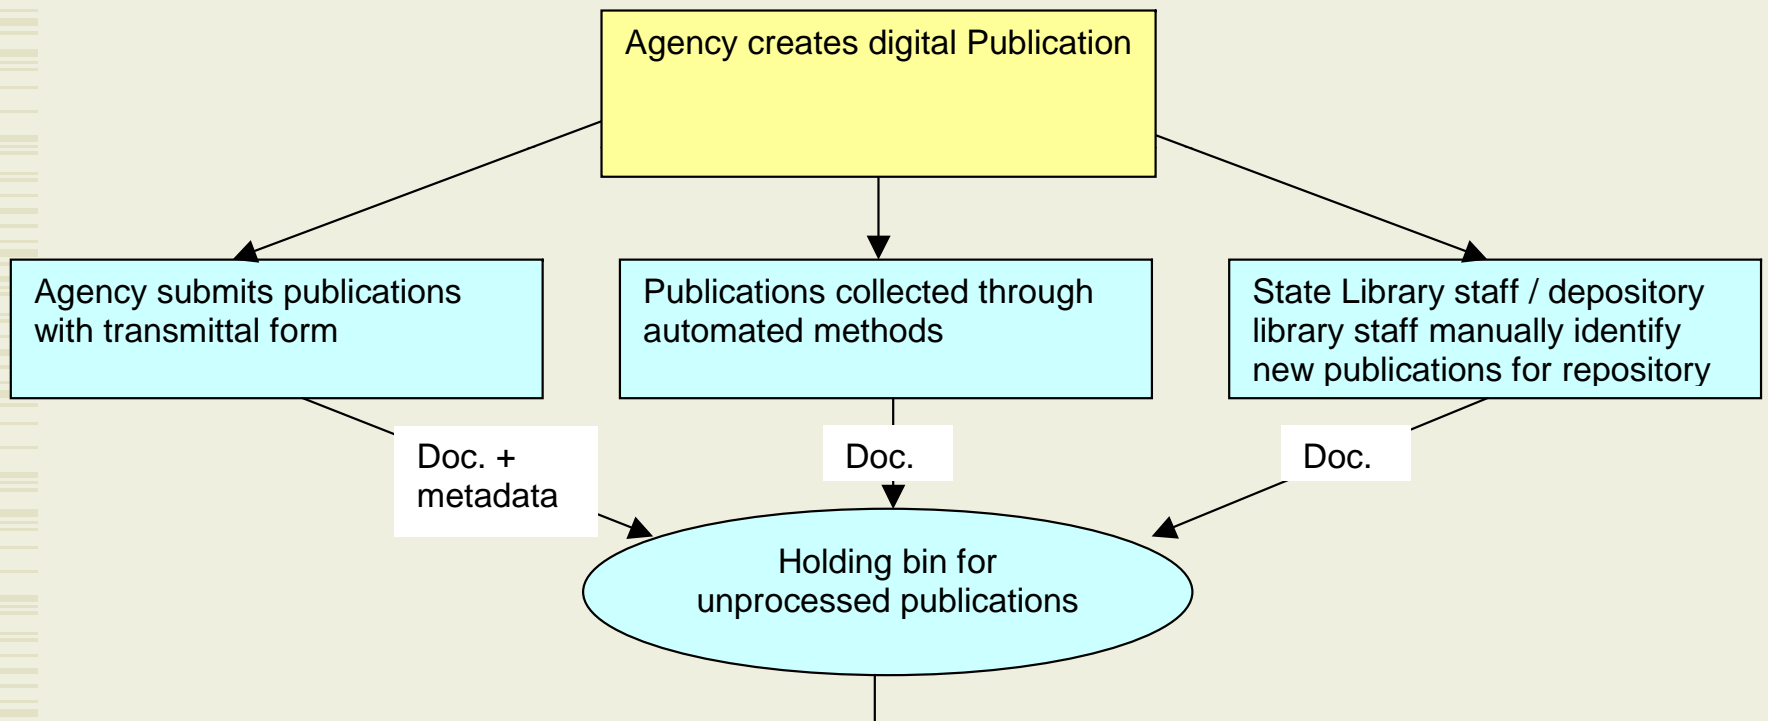 Agency creates digital Publication
Agency submits publications
with transmittal form
Publications collected through
automated methods
State Library staff / depository
library staff manually identify
new publications for repository
Doc. +
metadata
Doc.
Doc.
Holding bin for
unprocessed publications